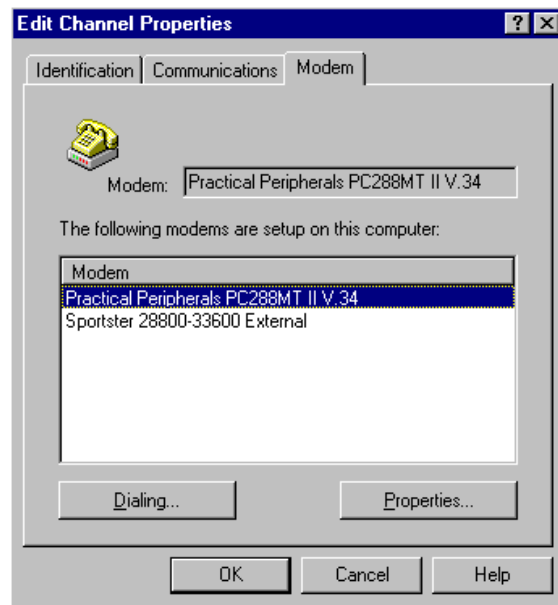 Edit Channel Properties
Identification Communications Modem
Modem: Practical Peripherals PC288MT II V.34
The following modems are setup on this computer:
Modem
Practical Peripherals PC288MT II V.34
Sportster 28800-33600 External
Dialing... Properties...
OK Cancel Help